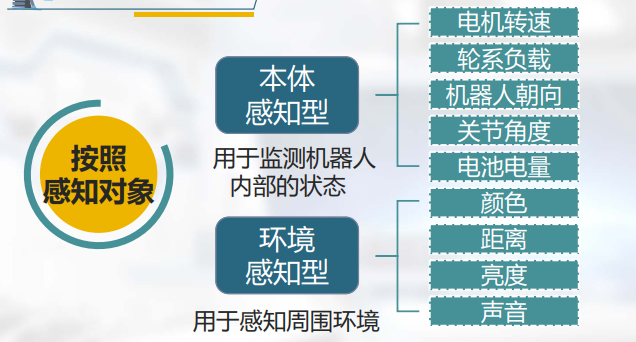 按照
感知对象
本体
感知型
用于监测机器人
内部的状态
电机转速
轮系负载
机器人朝向
关节角度
电池电量
环境
感知型
用于感知周围环境
颜色
距离
亮度
声音